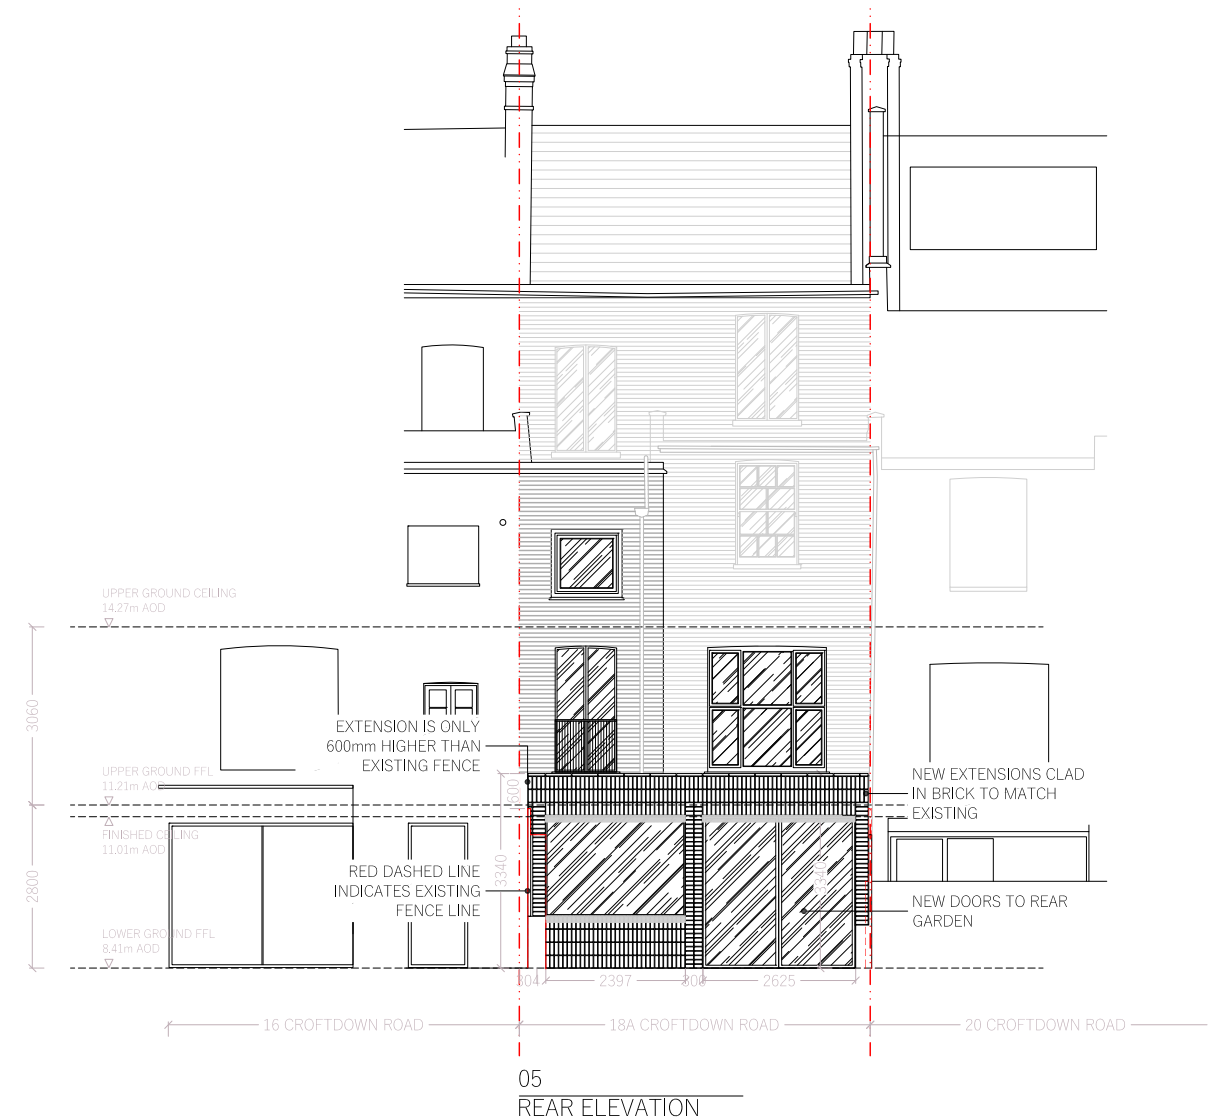 UPPER GROUND CEILING
14.27m AOD
3060
EXTENSION IS ONLY
600mm HIGHER THAN
EXISTING FENCE
UPPER GROUND FFL
11.21m AOD
600
NEW EXTENSIONS CLAD
IN BRICK TO MATCH
EXISTING
FINISHED CEILING
11.01m AOD
2800
RED DASHED LINE
INDICATES EXISTING
FENCE LINE
3340
3340
NEW DOORS TO REAR
GARDEN
LOWER GROUND FFL
8.41m AOD
304
2397
300
2625
16 CROFTDOWN ROAD
18A CROFTDOWN ROAD
20 CROFTDOWN ROAD
05
REAR ELEVATION